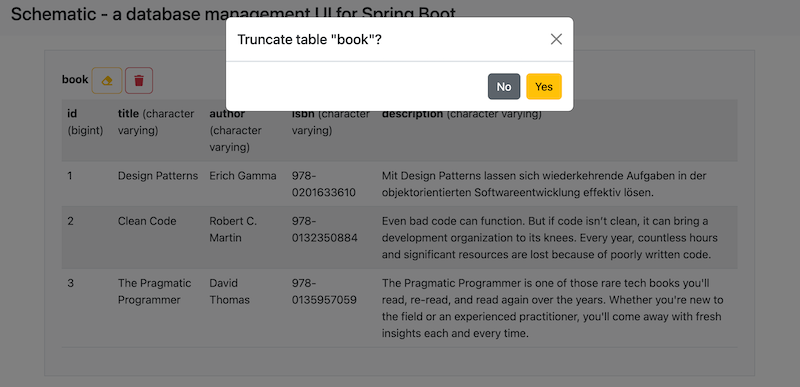 Schematic - a database management UI for Spring Boot
Truncate table "book"?
No Yes
book
id title (character author isbn (character description (character varying)
(bigint) varying) (character varying)
varying)
1 Design Patterns Erich Gamma 978- Mit Design Patterns lassen sich wiederkehrende Aufgaben in der
0201633610 objektorientierten Softwareentwicklung effektiv lösen.
2 Clean Code Robert C. 978- Even bad code can function. But if code isn't clean, it can bring a
Martin 0132350884 development organization to its knees. Every year, countless hours
and significant resources are lost because of poorly written code.
3 The Pragmatic David 978- The Pragmatic Programmer is one of those rare tech books you'll
Programmer Thomas 0135957059 read, re-read, and read again over the years. Whether you're new to
the field or an experienced practitioner, you'll come away with fresh
insights each and every time.